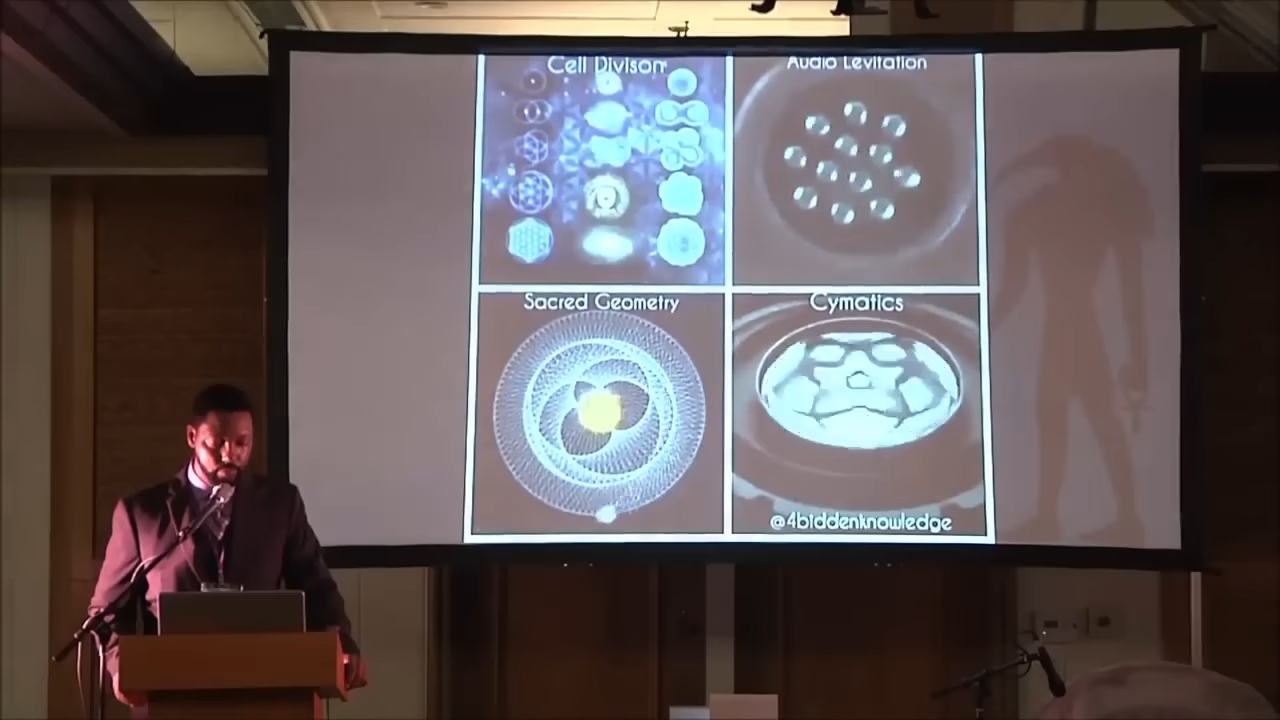 Cell Divison
Audio Levitation
Sacred Geometry
Cymatics
@4biddenknowledge